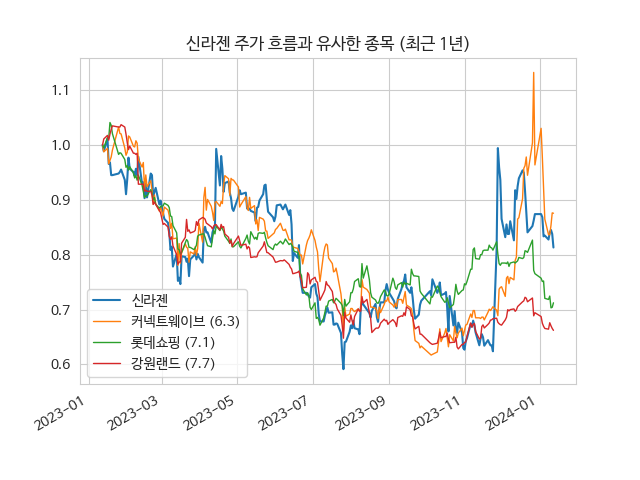 신라젠 주가 흐름과 유사한 종목 (최근 1년)
1.1
1.0
0.9
0.8
0.7
0.6
신라젠
커넥트웨이브 (6.3)
롯데쇼핑 (7.1)
강원랜드 (7.7)
2023-01
2023-03
2023-05
2023-07
2023-09
2023-11
2024-01